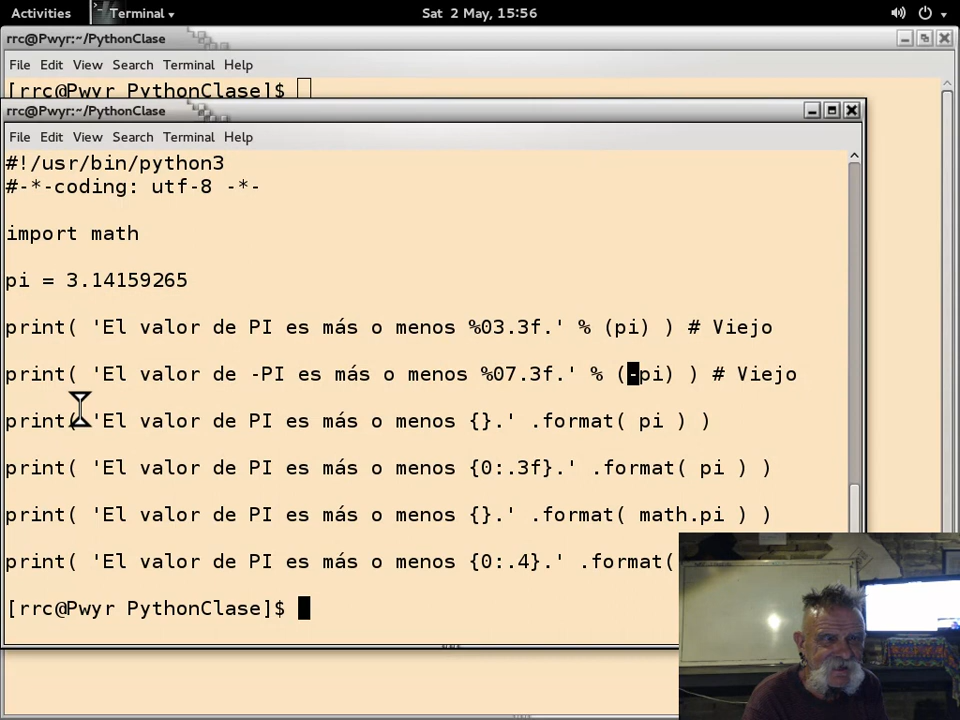 Activities Terminal Sat 2 May, 15:56
rrc@Pwyr:~/PythonClase
File Edit View Search Terminal Help
[rrc@Pwyr PythonClase]$
rrc@Pwyr:~/PythonClase
File Edit View Search Terminal Help
#!/usr/bin/python3
#-*-coding: utf-8 -*-
import math
pi = 3.14159265
print( 'El valor de PI es más o menos %03.3f.' % (pi) ) # Viejo
print( 'El valor de -PI es más o menos %07.3f.' % (-pi) ) # Viejo
print( 'El valor de PI es más o menos {}.' .format( pi ) )
print( 'El valor de PI es más o menos {0:.3f}.' .format( pi ) )
print( 'El valor de PI es más o menos {}.' .format( math.pi ) )
print( 'El valor de PI es más o menos {0:.4}.' .format(
[rrc@Pwyr PythonClase]$